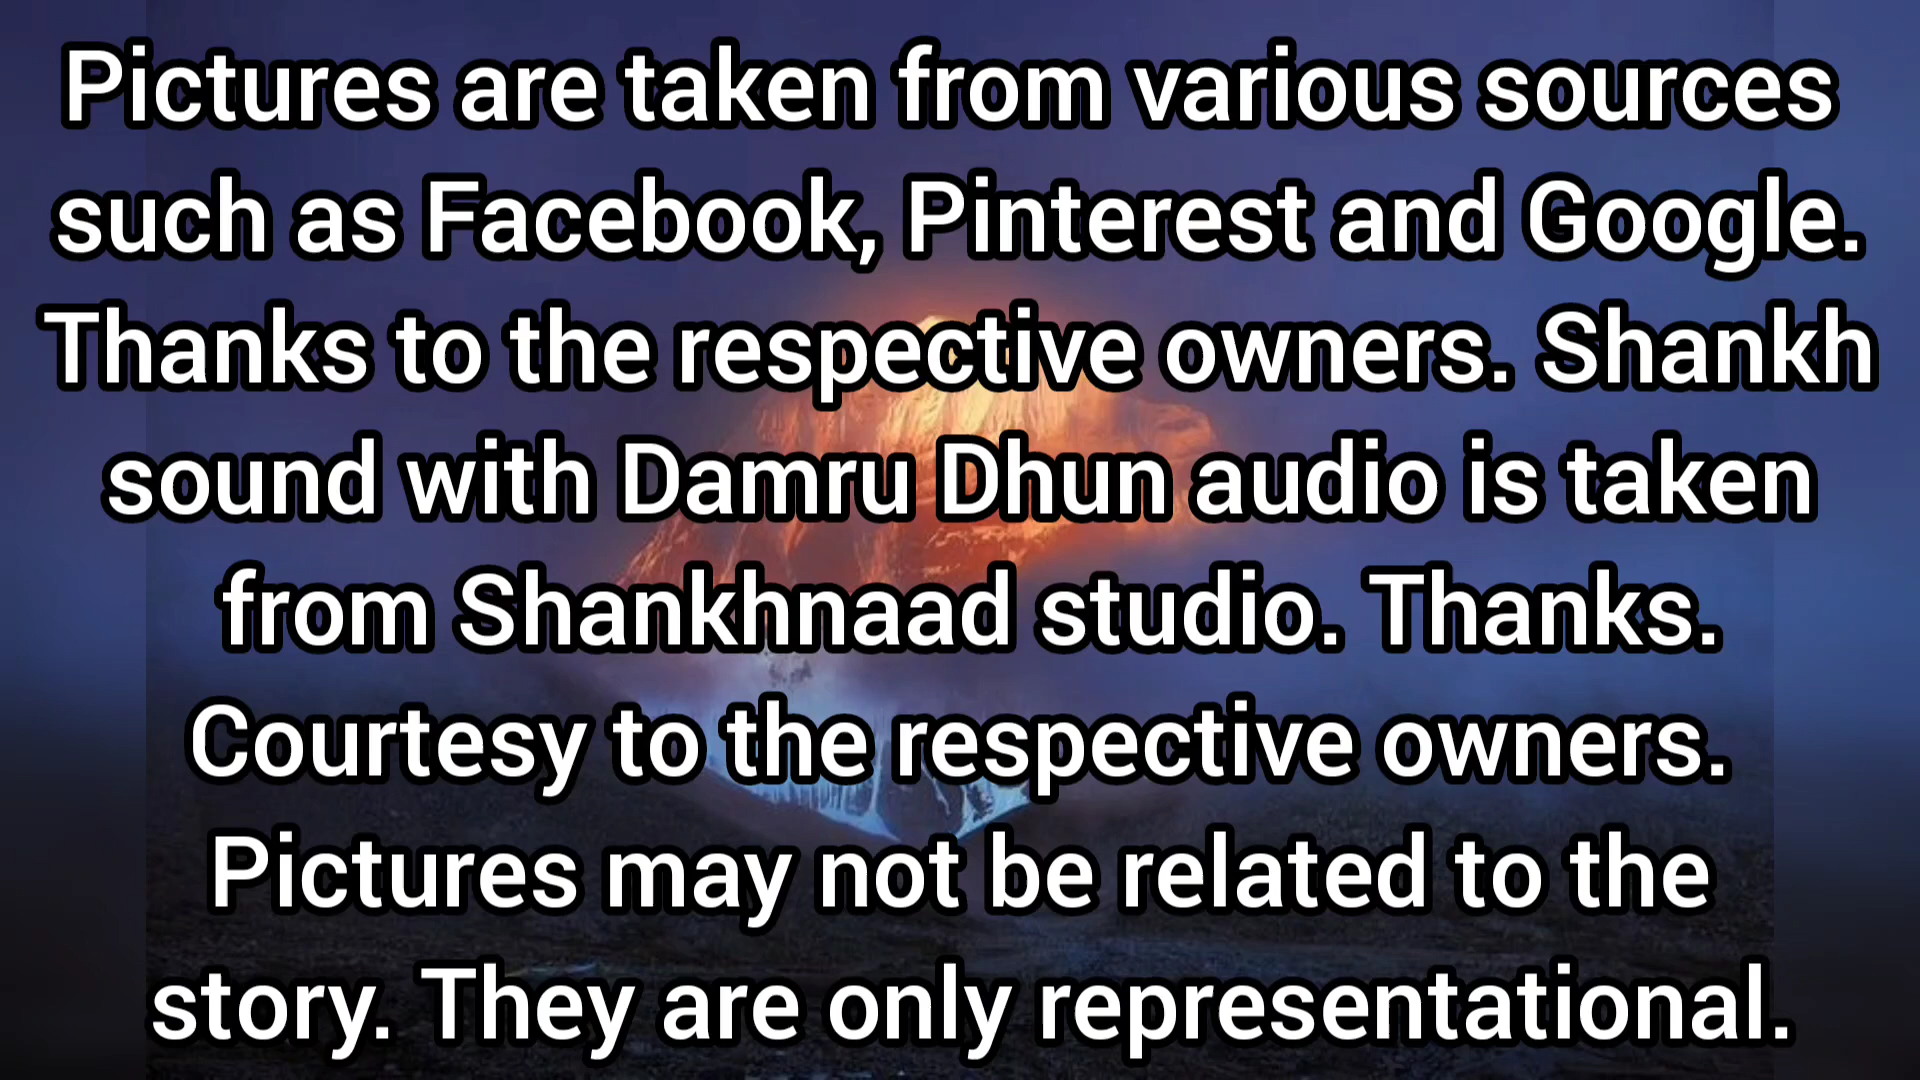 Pictures are taken from various sources
such as Facebook, Pinterest and Google.
Thanks to the respective owners. Shankh
sound with Damru Dhun audio is taken
from Shankhnaad studio. Thanks.
Courtesy to the respective owners.
Pictures may not be related to the
story. They are only representational.